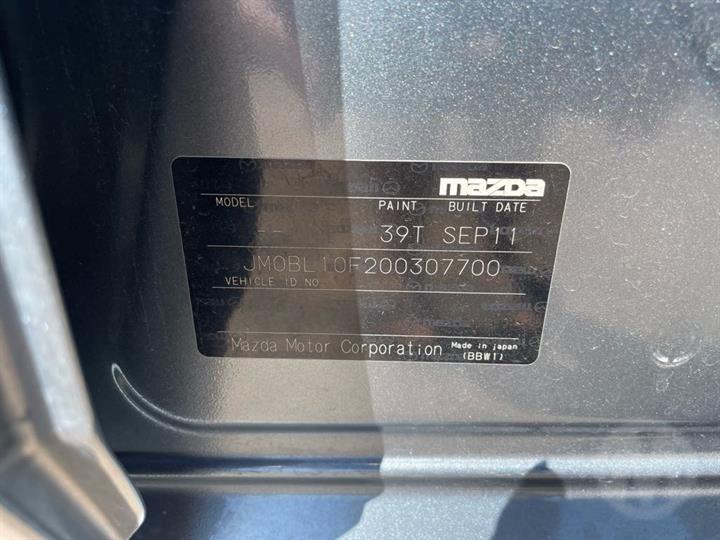 mazda
MODEL PAINT BUILT DATE
-- 39T SEP11
JM0BL10F200307700
VEHICLE ID NO.
Mazda Motor Corporation Made in japan
(BBW1)